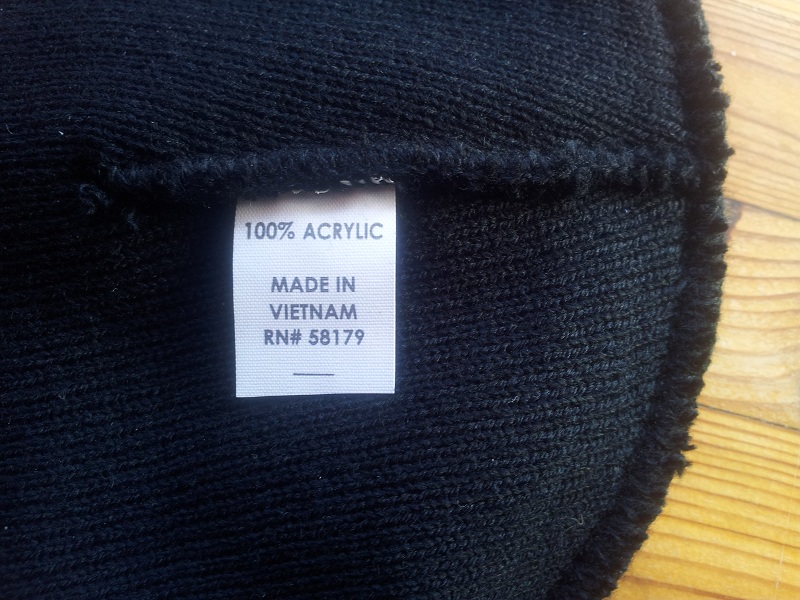 100% ACRYLIC
MADE IN
VIETNAM
RN# 58179